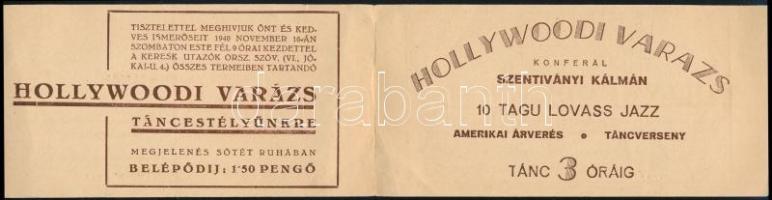 TISZTELETTEL MEGHIVJUK ÖNT ÉS KED-
VES ISMERŐSEIT 1940 NOVEMBER 16-ÁN
SZOMBATON ESTE FÉL 9 ÓRAI KEZDETTEL
A KERESK UTAZÓK ORSZ. SZÖV. (VI., JÓ-
KAI-U. 4.) ÖSSZES TERMEIBEN TARTANDÓ
HOLLYWOODI VARÁZS
TÁNCESTÉLYÜNKRE
MEGJELENÉS SÖTÉT RUHÁBAN
BELÉPŐDIJ: 1·50 PENGŐ
HOLLYWOODI VARAZS
KONFERÁL
SZENTIVÁNYI KÁLMÁN
10 TAGU LOVASS JAZZ
AMERIKAI ÁRVERÉS • TÁNCVERSENY
TÁNC 3 ÓRÁIG
darabanth